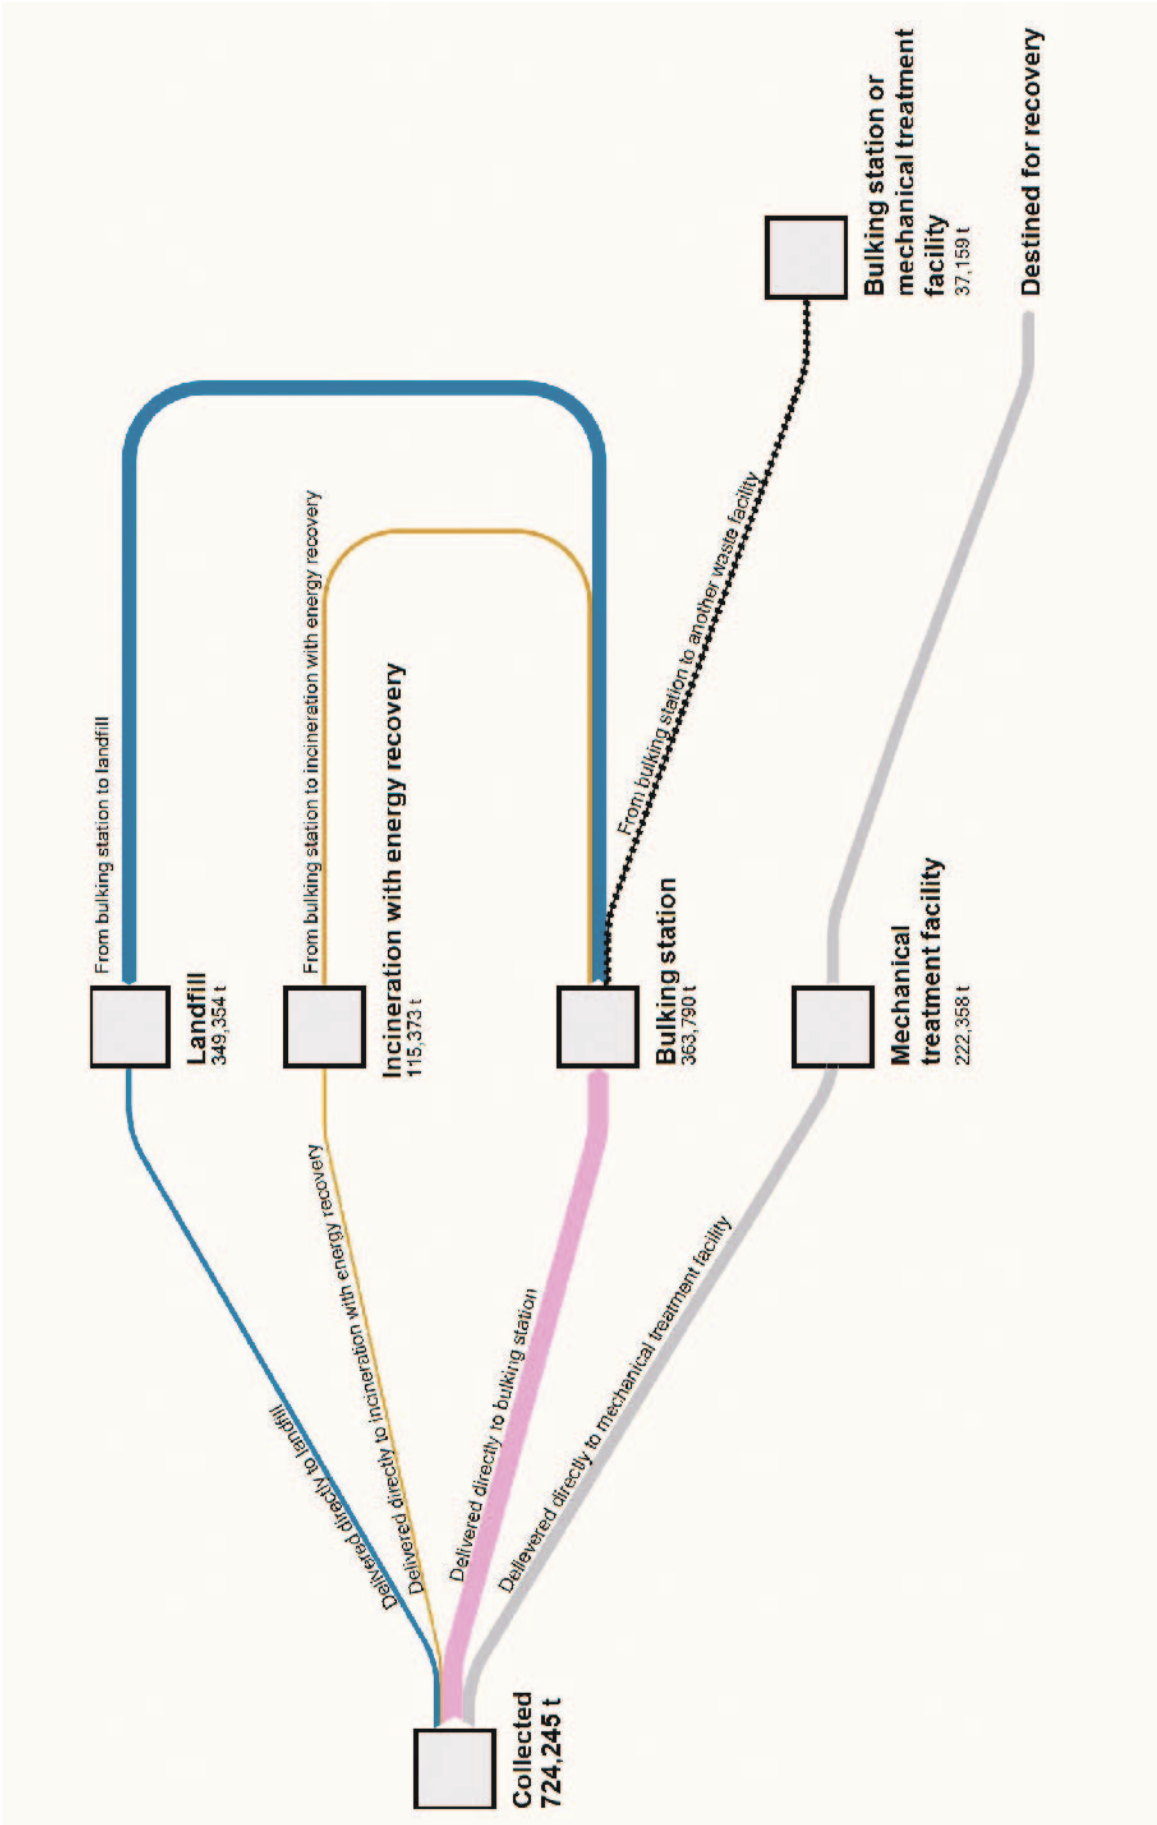 From bulking station to landfill
Landfill
349,354 t
Delivered directly to landfill
From bulking station to incineration with energy recovery
Incineration with energy recovery
115,373 t
Delivered directly to incineration with energy recovery
Collected
724,245 t
Delivered directly to bulking station
Bulking station
363,790 t
From bulking station to another waste facility
Bulking station or
mechanical treatment
facility
37,159 t
Delievered directly to mechanical treatment facility
Mechanical
treatment facility
222,358 t
Destined for recovery